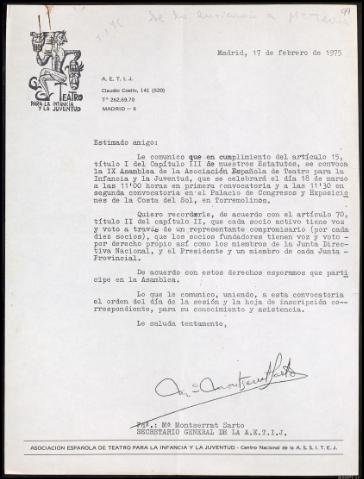 Madrid, 17 de febrero de 1975
TEATRO
PARA LA INFANCIA
Y LA JUVENTUD
A. E. T. I. J.
Claudio Coello, 141 (520)
Tº 262.69.70
MADRID - 6
Estimado amigo:
Le comunico que en cumplimiento del artículo 15,
título I del Capítulo III de nuestros Estatutos, se convoca
la IX Asamblea de la Asociación Española de Teatro para la
Infancia y la Juventud, que se celebrará el día 18 de marzo
a las 11'00 horas en primera convocatoria y a las 11'30 en
segunda convocatoria en el Palacio de Congresos y Exposicio
nes de la Costa del Sol, en Torremolinos.
Quiero recordarle, de acuerdo con el artículo 70,
título II del capítulo II, que cada socio activo tiene voz
y voto a través de un representante compromisario (por cada
diez socios), que los socios fundadores tienen voz y voto -
por derecho propio así como los miembros de la Junta Direc-
tiva Nacional, y el Presidente y un miembro de cada Junta -
Provincial.
De acuerdo con estos derechos esperamos que parti
cipe en la Asamblea.
Lo que le comunico, uniendo, a esta convocatoria
el orden del día de la sesión y la hoja de inscripción co--
rrespondiente, para su conocimiento y asistencia.
Le saluda atentamente,
Mª Montserrat Sarto
Fdº.: Mª Montserrat Sarto
SECRETARIO GENERAL DE LA A.E.T.I.J.
ASOCIACION ESPAÑOLA DE TEATRO PARA LA INFANCIA Y LA JUVENTUD - Centro Nacional de la A. S. S. I. T. E. J.